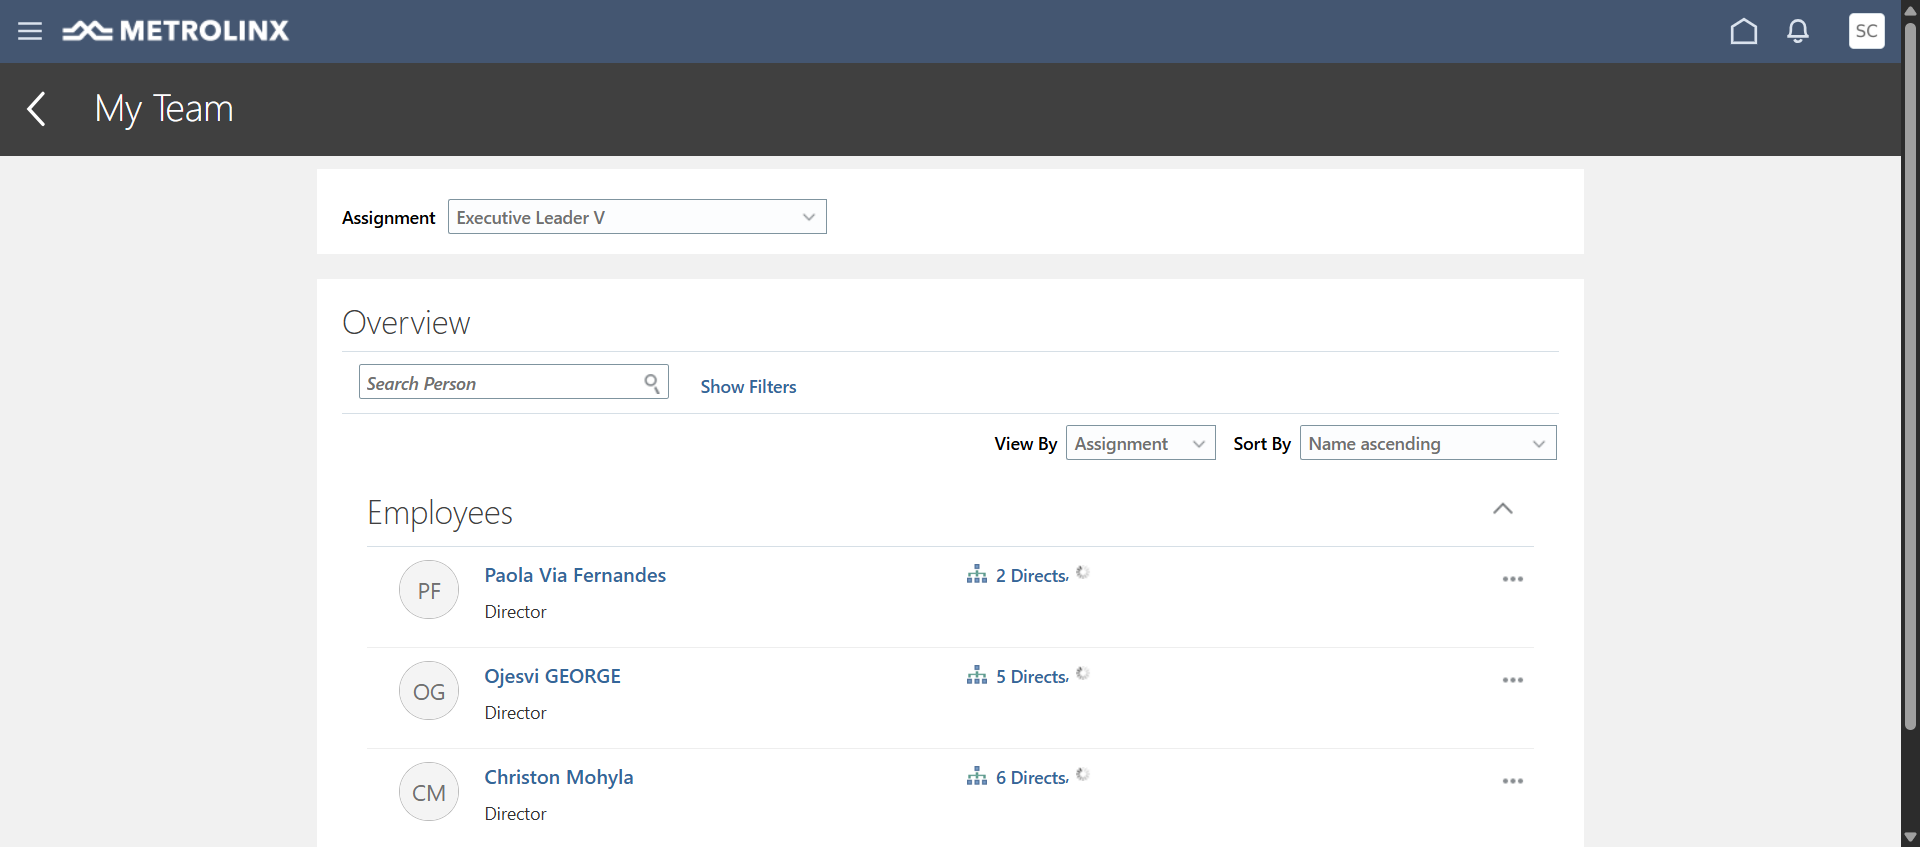 METROLINX
SC
My Team
Assignment Executive Leader V
Overview
Search Person Show Filters
View By Assignment Sort By Name ascending
Employees
PF Paola Via Fernandes 2 Directs,
Director
OG Ojesvi GEORGE 5 Directs,
Director
CM Christon Mohyla 6 Directs,
Director